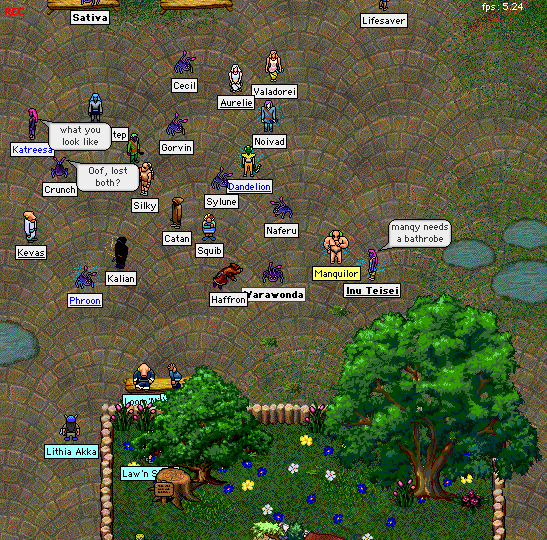 REC
fps: 5.24
Sativa
Lifesaver
Cecil
Valadorei
Aurelie
what you
look like
tep
Katreesa
Gorvin
Noivad
Oof, lost
both?
Crunch
Dandelion
Silky
Sylune
Catan
Naferu
Squib
manqy needs
a bathrobe
Kevas
Kalian
Manquilor
Inu Teisei
Phroon
Haffron
Yarawonda
Lithia Akka
Law'n S